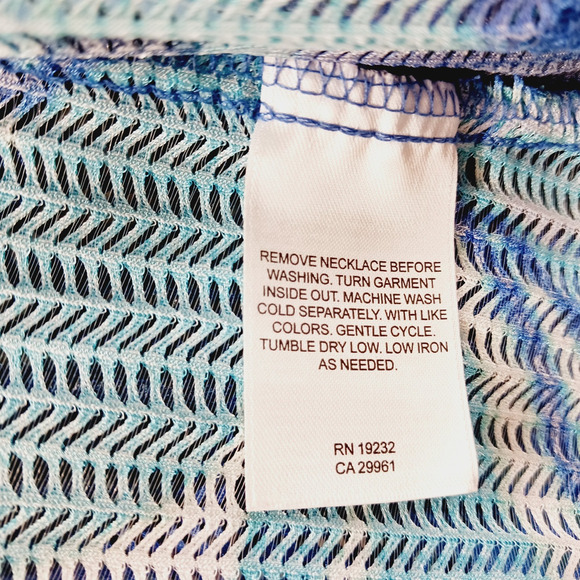 REMOVE NECKLACE BEFORE
WASHING. TURN GARMENT
INSIDE OUT. MACHINE WASH
COLD SEPARATELY. WITH LIKE
COLORS. GENTLE CYCLE.
TUMBLE DRY LOW. LOW IRON
AS NEEDED.
RN 19232
CA 29961